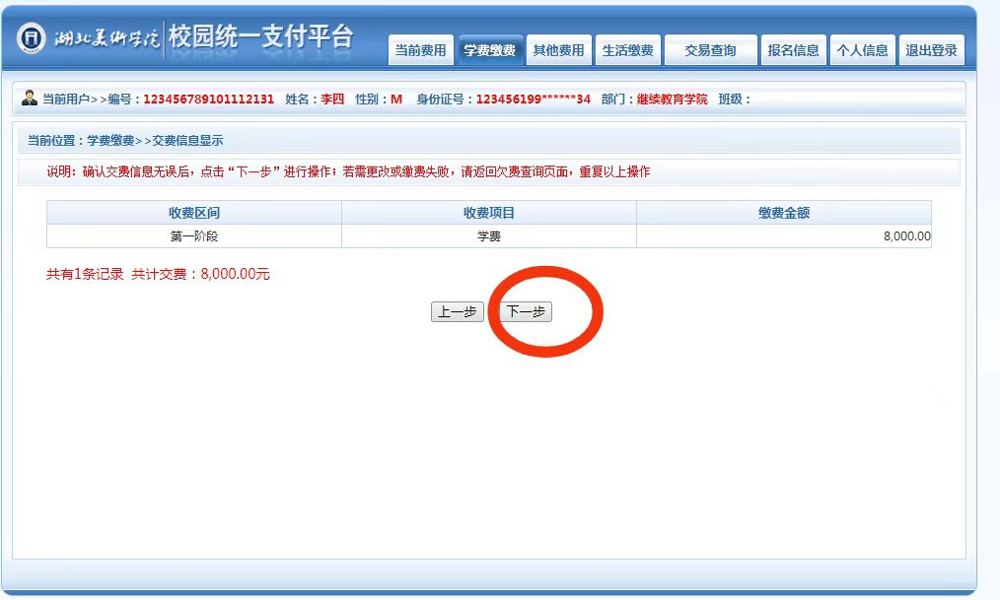 湖北美术学院 校园统一支付平台
当前费用 学费缴费 其他费用 生活缴费 交易查询 报名信息 个人信息 退出登录
当前用户>>编号：123456789101112131 姓名：李四 性别：M 身份证号：123456199******34 部门：继续教育学院 班级：
当前位置：学费缴费>>交费信息显示
说明：确认交费信息无误后，点击“下一步”进行操作；若需更改或缴费失败，请返回欠费查询页面，重复以上操作
收费区间 收费项目 缴费金额
第一阶段 学费 8,000.00
共有1条记录 共计交费：8,000.00元
上一步 下一步